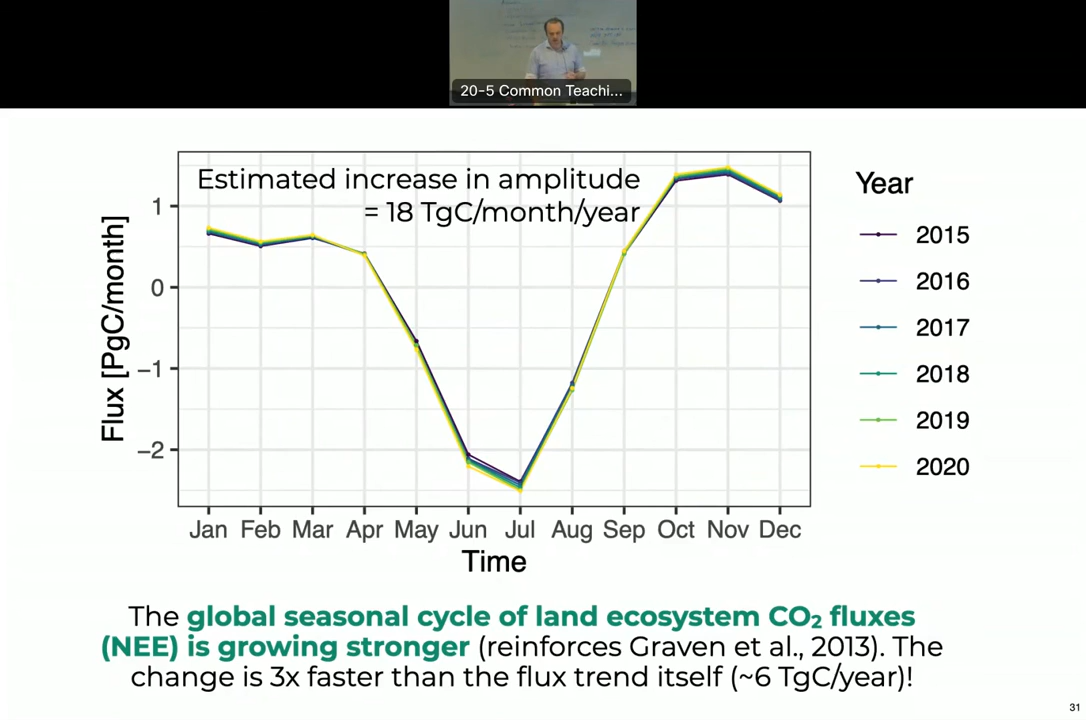 20-5 Common Teachi...
Estimated increase in amplitude
= 18 TgC/month/year
Flux [PgC/month]
1
0
−1
−2
Jan Feb Mar Apr May Jun Jul Aug Sep Oct Nov Dec
Time
Year
2015
2016
2017
2018
2019
2020
The global seasonal cycle of land ecosystem CO₂ fluxes
(NEE) is growing stronger (reinforces Graven et al., 2013). The
change is 3x faster than the flux trend itself (~6 TgC/year)!
31